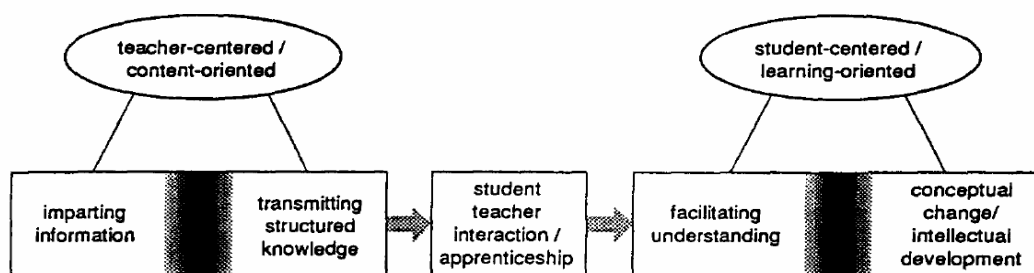 teacher-centered /
content-oriented
student-centered /
learning-oriented
imparting
information
transmitting
structured
knowledge
student
teacher
interaction /
apprenticeship
facilitating
understanding
conceptual
change/
intellectual
development